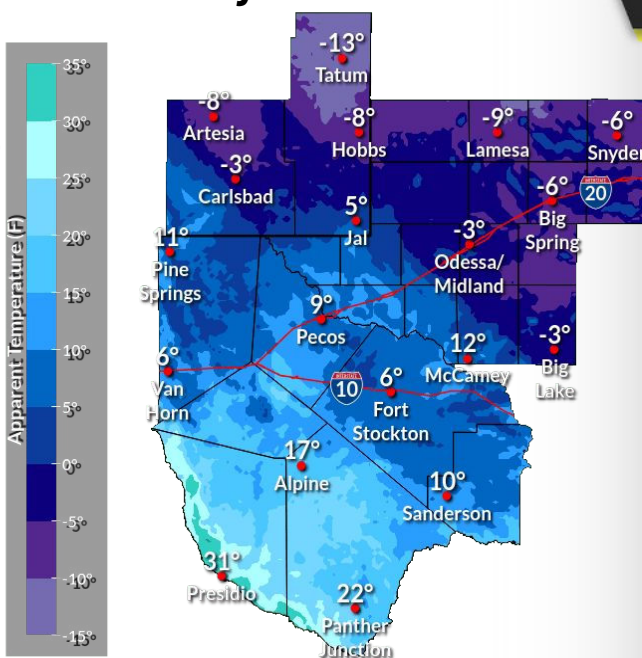 35°
30°
25°
20°
15°
10°
5°
0°
-5°
-10°
-15°
Apparent Temperature (F)
-13°
Tatum
-8°
Artesia
-8°
Hobbs
-9°
Lamesa
-6°
Snyder
-3°
Carlsbad
-6°
Big
Spring
20
5°
Jal
-3°
Odessa/
Midland
11°
Pine
Springs
9°
Pecos
12°
McCamey
-3°
Big
Lake
6°
Van
Horn
10
6°
Fort
Stockton
17°
Alpine
10°
Sanderson
31°
Presidio
22°
Panther
Junction